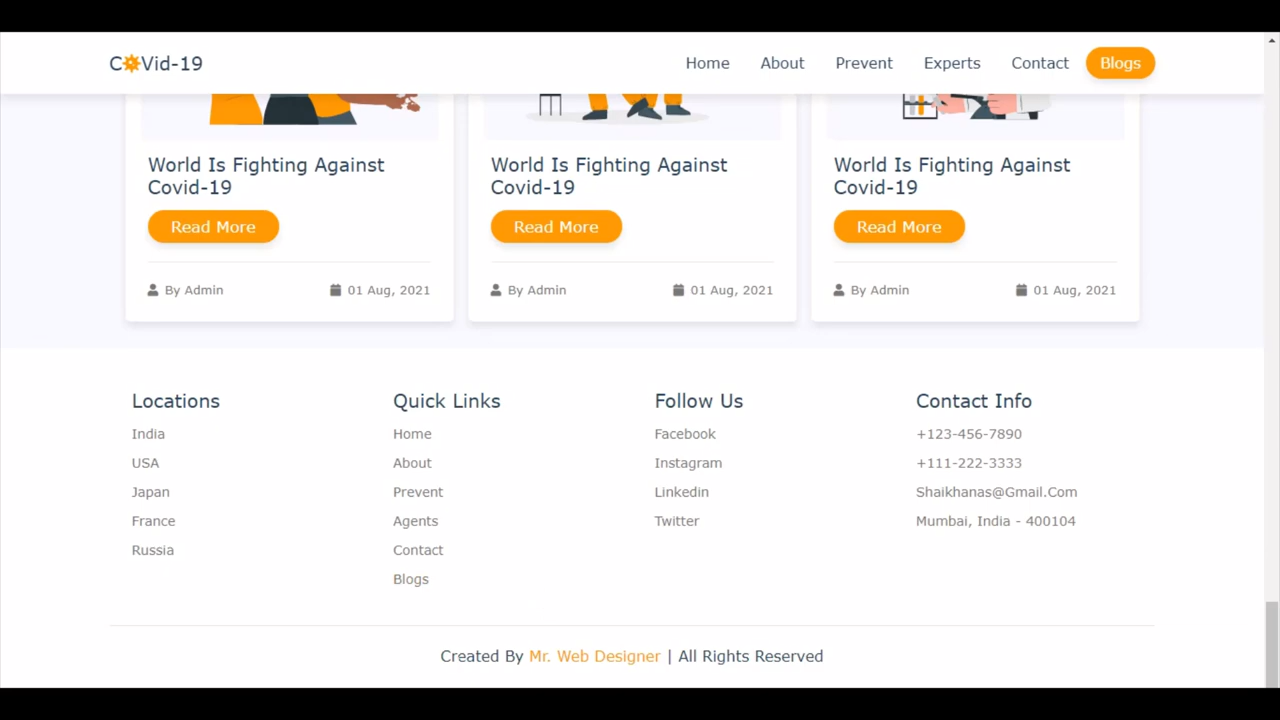 COVid-19
Home About Prevent Experts Contact Blogs
World Is Fighting Against
Covid-19
Read More
By Admin 01 Aug, 2021
World Is Fighting Against
Covid-19
Read More
By Admin 01 Aug, 2021
World Is Fighting Against
Covid-19
Read More
By Admin 01 Aug, 2021
Locations
India
USA
Japan
France
Russia
Quick Links
Home
About
Prevent
Agents
Contact
Blogs
Follow Us
Facebook
Instagram
Linkedin
Twitter
Contact Info
+123-456-7890
+111-222-3333
Shaikhanas@Gmail.Com
Mumbai, India - 400104
Created By Mr. Web Designer | All Rights Reserved